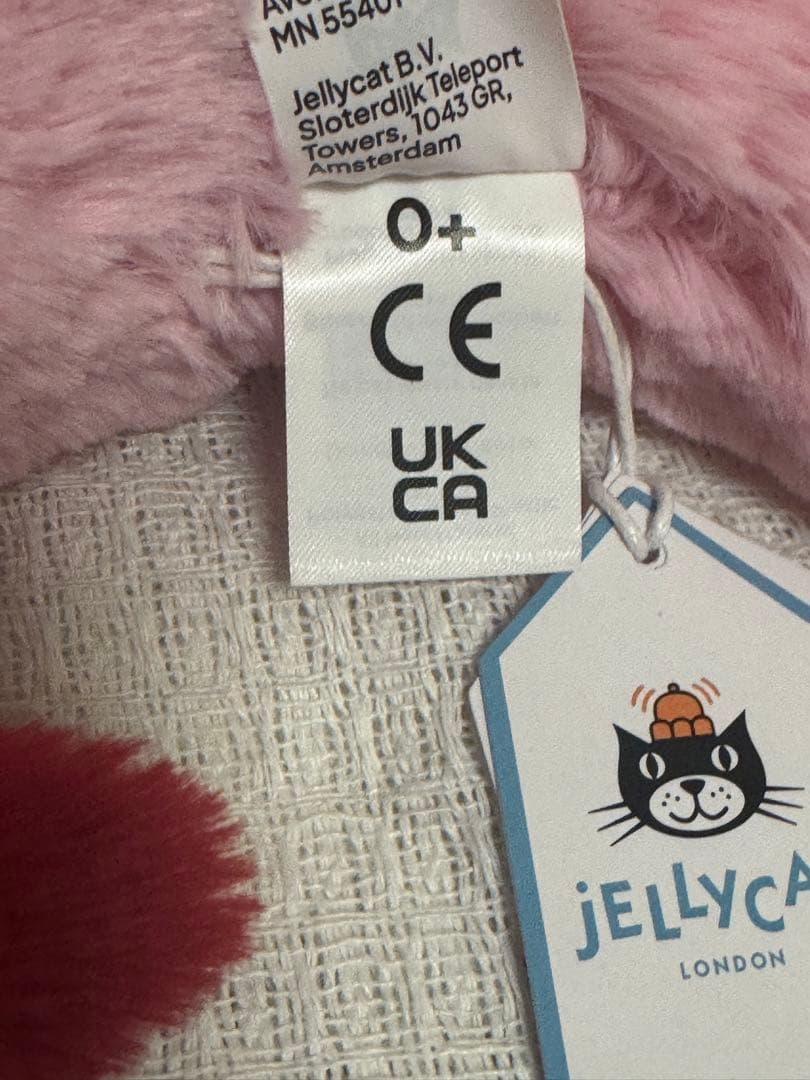 MN 55401
Jellycat B.V.
Sloterdijk Teleport
Towers, 1043 GR,
Amsterdam
0+
CE
UK
CA
jELLYCA
LONDON